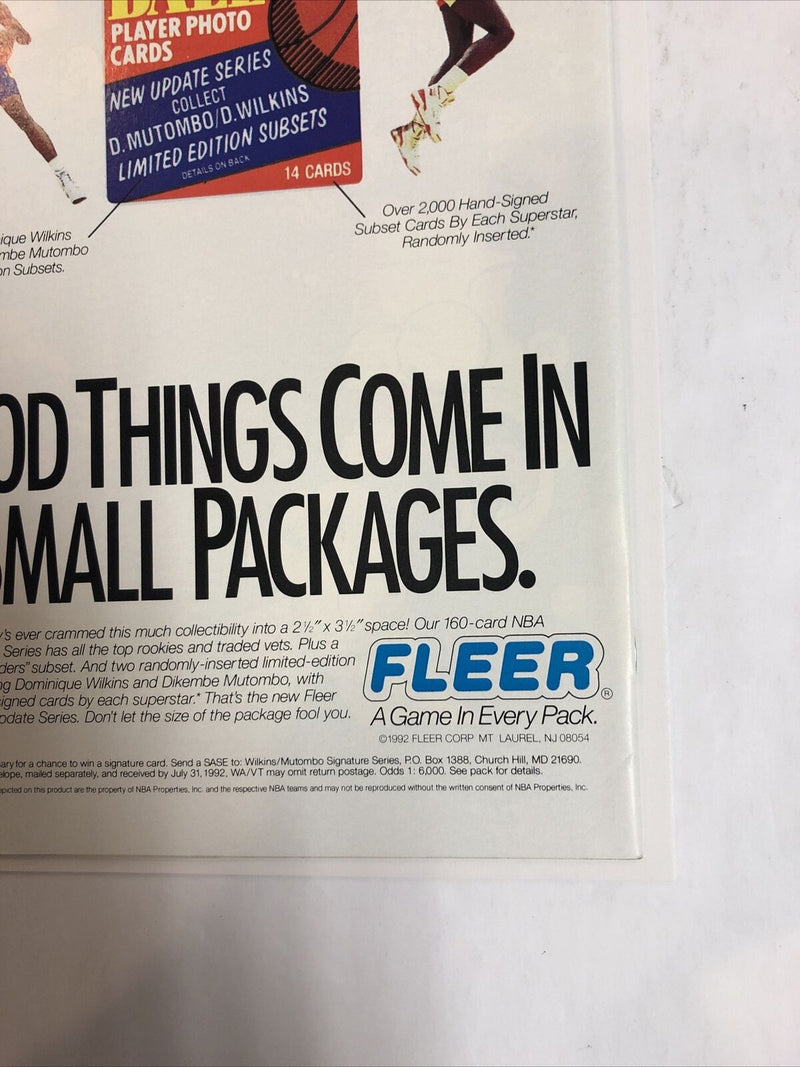 BALL
PLAYER PHOTO
CARDS
NEW UPDATE SERIES
COLLECT
D. MUTOMBO/D. WILKINS
LIMITED EDITION SUBSETS
DETAILS ON BACK
14 CARDS
ique Wilkins
mbe Mutombo
on Subsets.
Over 2,000 Hand-Signed
Subset Cards By Each Superstar,
Randomly Inserted.*
OD THINGS COME IN
SMALL PACKAGES.
y's ever crammed this much collectibility into a 2½" x 3½" space! Our 160-card NBA
Series has all the top rookies and traded vets. Plus a
ders" subset. And two randomly-inserted limited-edition
ng Dominique Wilkins and Dikembe Mutombo, with
igned cards by each superstar.* That's the new Fleer
pdate Series. Don't let the size of the package fool you.
FLEER®
A Game In Every Pack.
©1992 FLEER CORP MT LAUREL, NJ 08054
sary for a chance to win a signature card. Send a SASE to: Wilkins/Mutombo Signature Series, P.O. Box 1388, Church Hill, MD 21690.
elope, mailed separately, and received by July 31, 1992, WA/VT may omit return postage. Odds 1: 6,000. See pack for details.
epicted on this product are the property of NBA Properties, Inc. and the respective NBA teams and may not be reproduced without the written consent of NBA Properties, Inc.